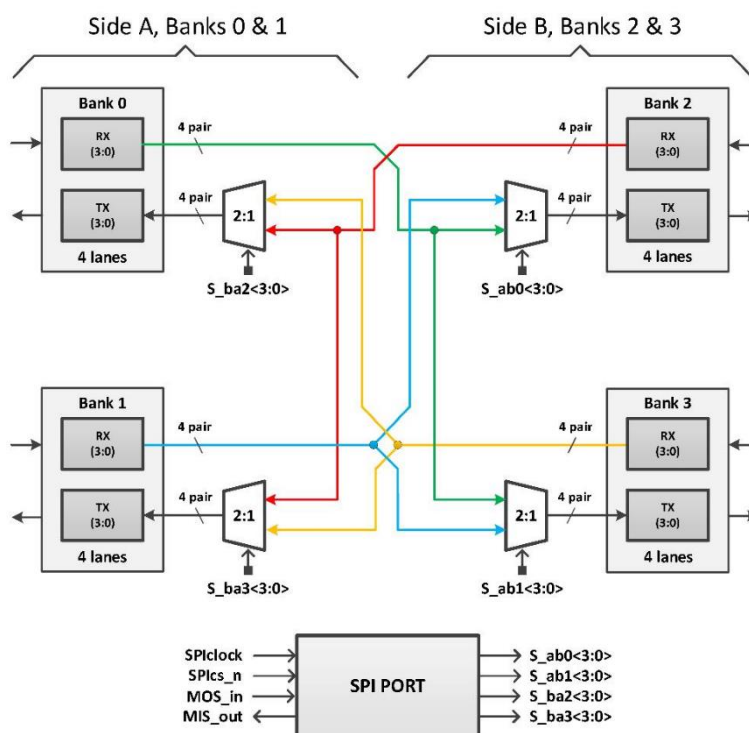 Side A, Banks 0 & 1
Side B, Banks 2 & 3
Bank 0
RX
(3:0)
TX
(3:0)
4 lanes
4 pair
4 pair
2:1
S_ba2<3:0>
Bank 2
RX
(3:0)
TX
(3:0)
4 lanes
4 pair
4 pair
2:1
S_ab0<3:0>
Bank 1
RX
(3:0)
TX
(3:0)
4 lanes
4 pair
4 pair
2:1
S_ba3<3:0>
Bank 3
RX
(3:0)
TX
(3:0)
4 lanes
4 pair
4 pair
2:1
S_ab1<3:0>
SPIclock
SPIcs_n
MOS_in
MIS_out
SPI PORT
S_ab0<3:0>
S_ab1<3:0>
S_ba2<3:0>
S_ba3<3:0>